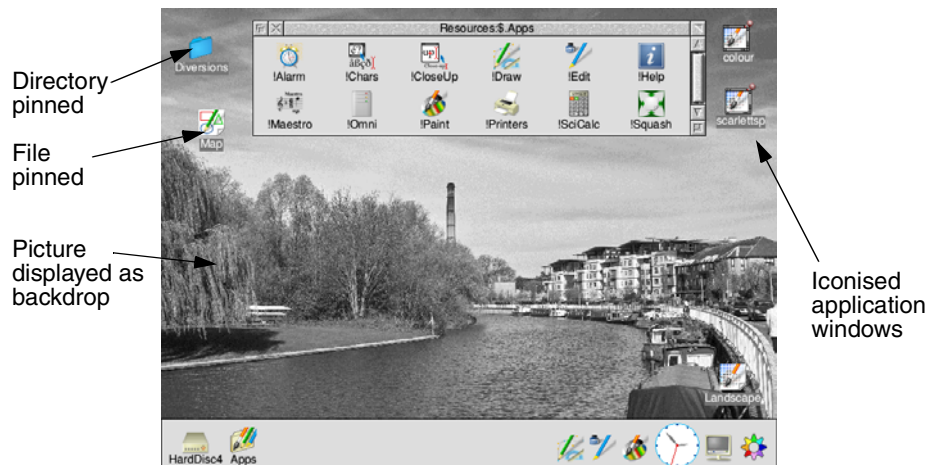 Directory
pinned
File
pinned
Picture
displayed as
backdrop
Diversions
Map
Resources:$.Apps
!Alarm !Chars !CloseUp !Draw !Edit !Help
!Maestro !Omni !Paint !Printers !SciCalc !Squash
colour
scarlettsp
Landscape
Iconised
application
windows
HardDisc4 Apps